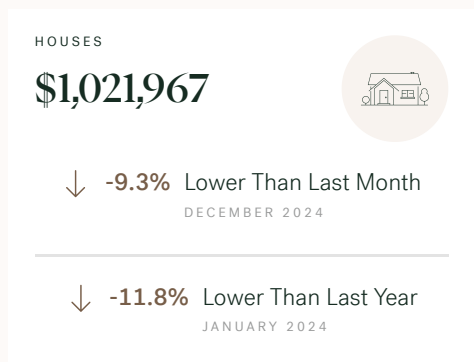 HOUSES
$1,021,967
-9.3% Lower Than Last Month
DECEMBER 2024
-11.8% Lower Than Last Year
JANUARY 2024